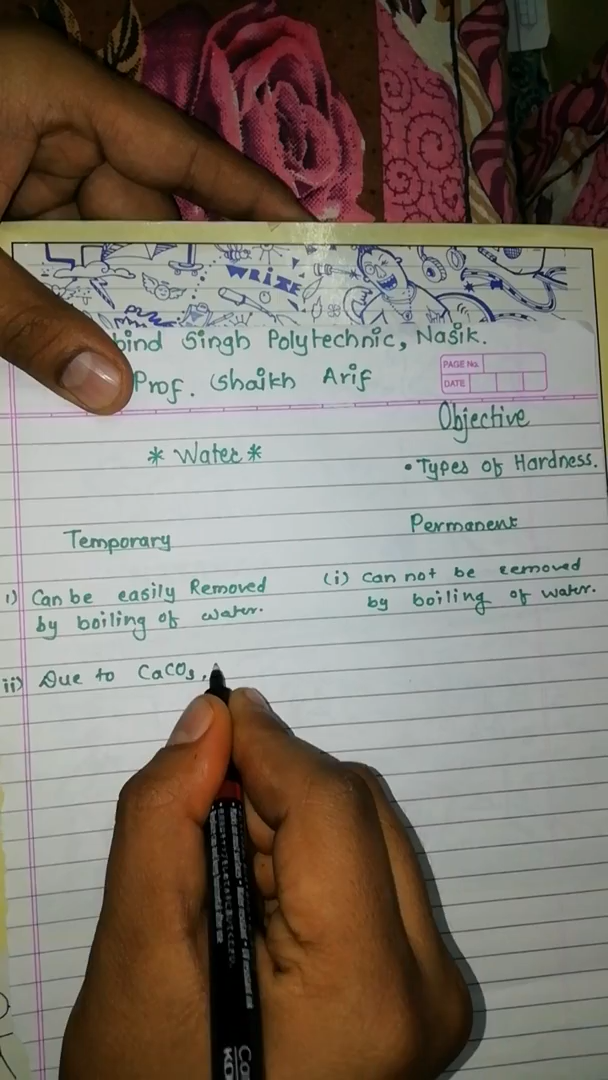 WRiZE
bind Singh Polytechnic, Nasik.
Prof. Shaikh Arif
PAGE No.
DATE
Objective
* Water *
• Types of Hardness.
Temporary
Permanent
i) Can be easily Removed
by boiling of water.
(i) Can not be removed
by boiling of water.
ii) Due to CaCO₃,